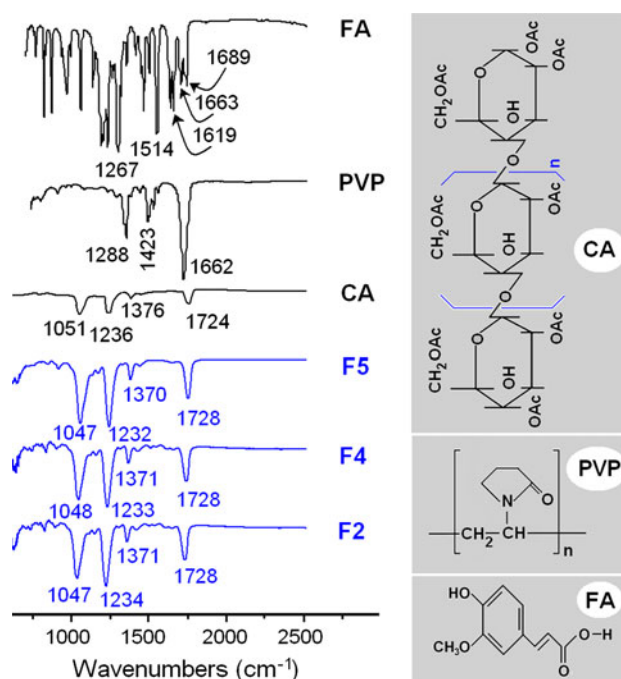 FA
1689
1663
1619
1514
1267
PVP
1288
1423
1662
CA
1051
1236
1376
1724
F5
1047
1232
1370
1728
F4
1048
1233
1371
1728
F2
1047
1234
1371
1728
1000 1500 2000 2500
Wavenumbers (cm⁻¹)
OAc
OAc
O
CH₂OAc
OH
O
n
OAc
O
CH₂OAc
OH
CA
O
OAc
O
CH₂OAc
OH
OAc
PVP
N
O
CH₂—CH
n
FA
HO
CH₃O
O–H
O